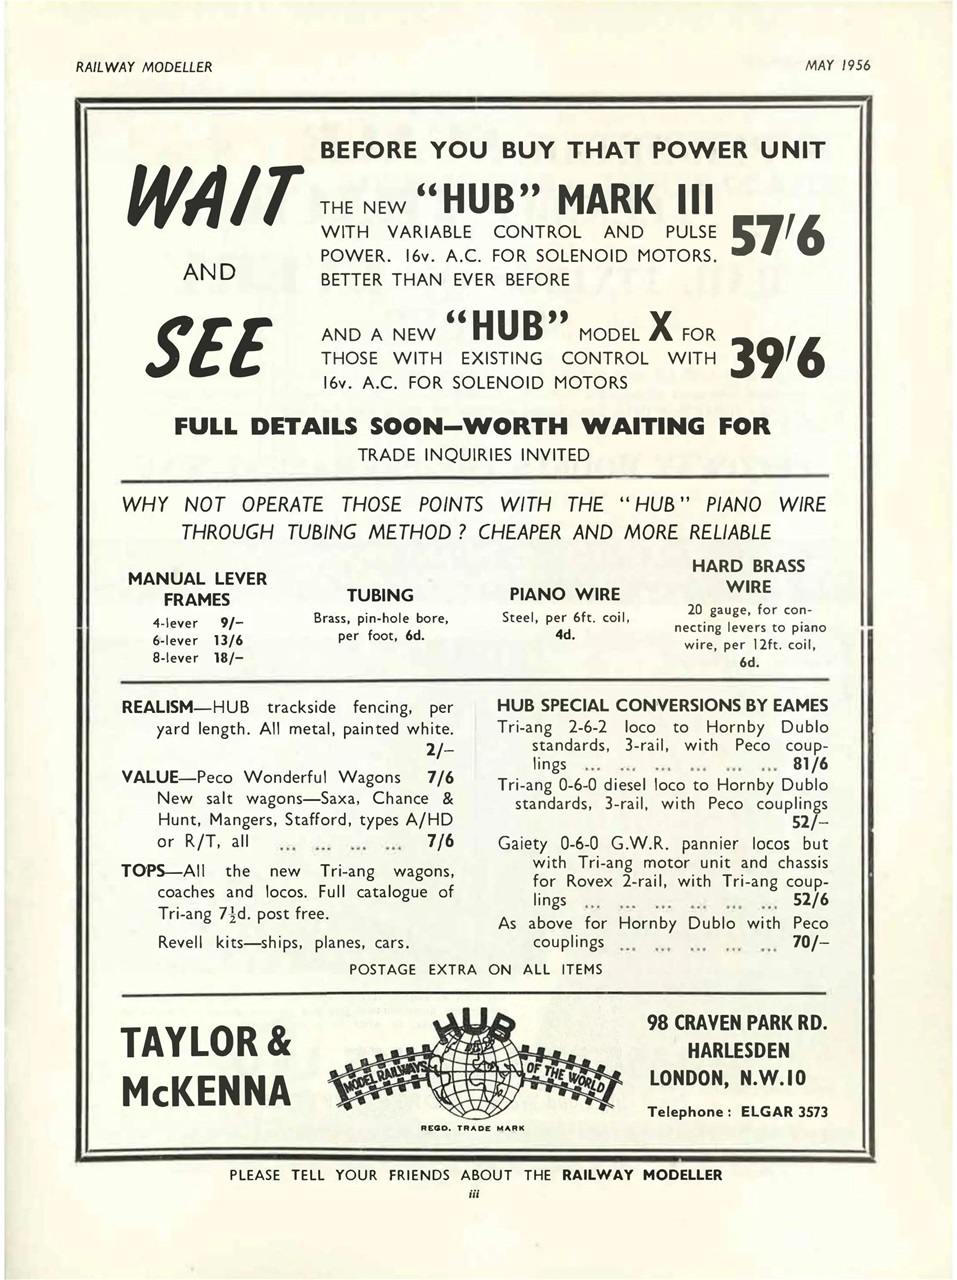 RAILWAY MODELLER
MAY 1956
WAIT
AND
SEE
BEFORE YOU BUY THAT POWER UNIT
THE NEW "HUB" MARK III
WITH VARIABLE CONTROL AND PULSE
POWER. 16v. A.C. FOR SOLENOID MOTORS.
BETTER THAN EVER BEFORE
57/6
AND A NEW "HUB" MODEL X FOR
THOSE WITH EXISTING CONTROL WITH
16v. A.C. FOR SOLENOID MOTORS
39/6
FULL DETAILS SOON—WORTH WAITING FOR
TRADE INQUIRIES INVITED
WHY NOT OPERATE THOSE POINTS WITH THE "HUB" PIANO WIRE
THROUGH TUBING METHOD? CHEAPER AND MORE RELIABLE
MANUAL LEVER
FRAMES
4-lever 9/-
6-lever 13/6
8-lever 18/-
TUBING
Brass, pin-hole bore,
per foot, 6d.
PIANO WIRE
Steel, per 6ft. coil,
4d.
HARD BRASS
WIRE
20 gauge, for con-
necting levers to piano
wire, per 12ft. coil,
6d.
REALISM—HUB trackside fencing, per
yard length. All metal, painted white.
2/-
VALUE—Peco Wonderful Wagons 7/6
New salt wagons—Saxa, Chance &
Hunt, Mangers, Stafford, types A/HD
or R/T, all ... ... ... ... 7/6
TOPS—All the new Tri-ang wagons,
coaches and locos. Full catalogue of
Tri-ang 7½d. post free.
Revell kits—ships, planes, cars.
HUB SPECIAL CONVERSIONS BY EAMES
Tri-ang 2-6-2 loco to Hornby Dublo
standards, 3-rail, with Peco coup-
lings ... ... ... ... ... ... 81/6
Tri-ang 0-6-0 diesel loco to Hornby Dublo
standards, 3-rail, with Peco couplings
52/-
Gaiety 0-6-0 G.W.R. pannier locos but
with Tri-ang motor unit and chassis
for Rovex 2-rail, with Tri-ang coup-
lings ... ... ... ... ... ... 52/6
As above for Hornby Dublo with Peco
couplings ... ... ... ... ... 70/-
POSTAGE EXTRA ON ALL ITEMS
TAYLOR &
McKENNA
HUB
MODEL RAILWAYS OF THE WORLD
REGD. TRADE MARK
98 CRAVEN PARK RD.
HARLESDEN
LONDON, N.W.10
Telephone: ELGAR 3573
PLEASE TELL YOUR FRIENDS ABOUT THE RAILWAY MODELLER
iii